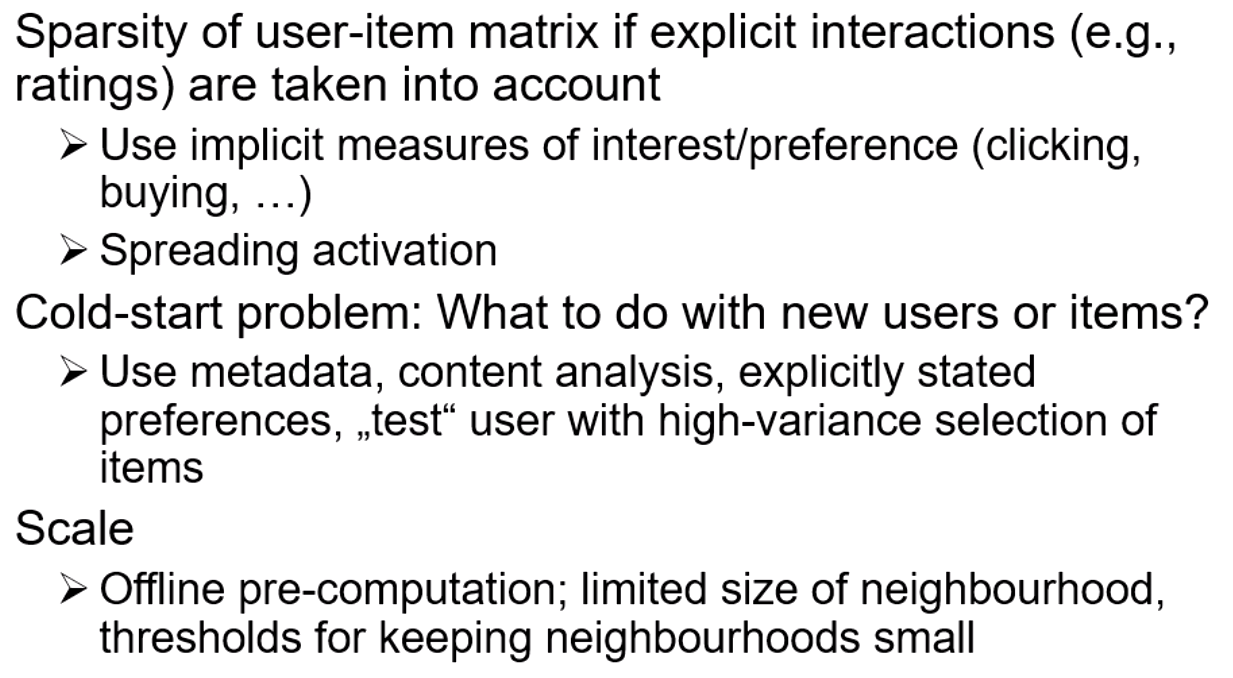 Sparsity of user-item matrix if explicit interactions (e.g.,
ratings) are taken into account
➢ Use implicit measures of interest/preference (clicking,
buying, …)
➢ Spreading activation
Cold-start problem: What to do with new users or items?
➢ Use metadata, content analysis, explicitly stated
preferences, „test“ user with high-variance selection of
items
Scale
➢ Offline pre-computation; limited size of neighbourhood,
thresholds for keeping neighbourhoods small